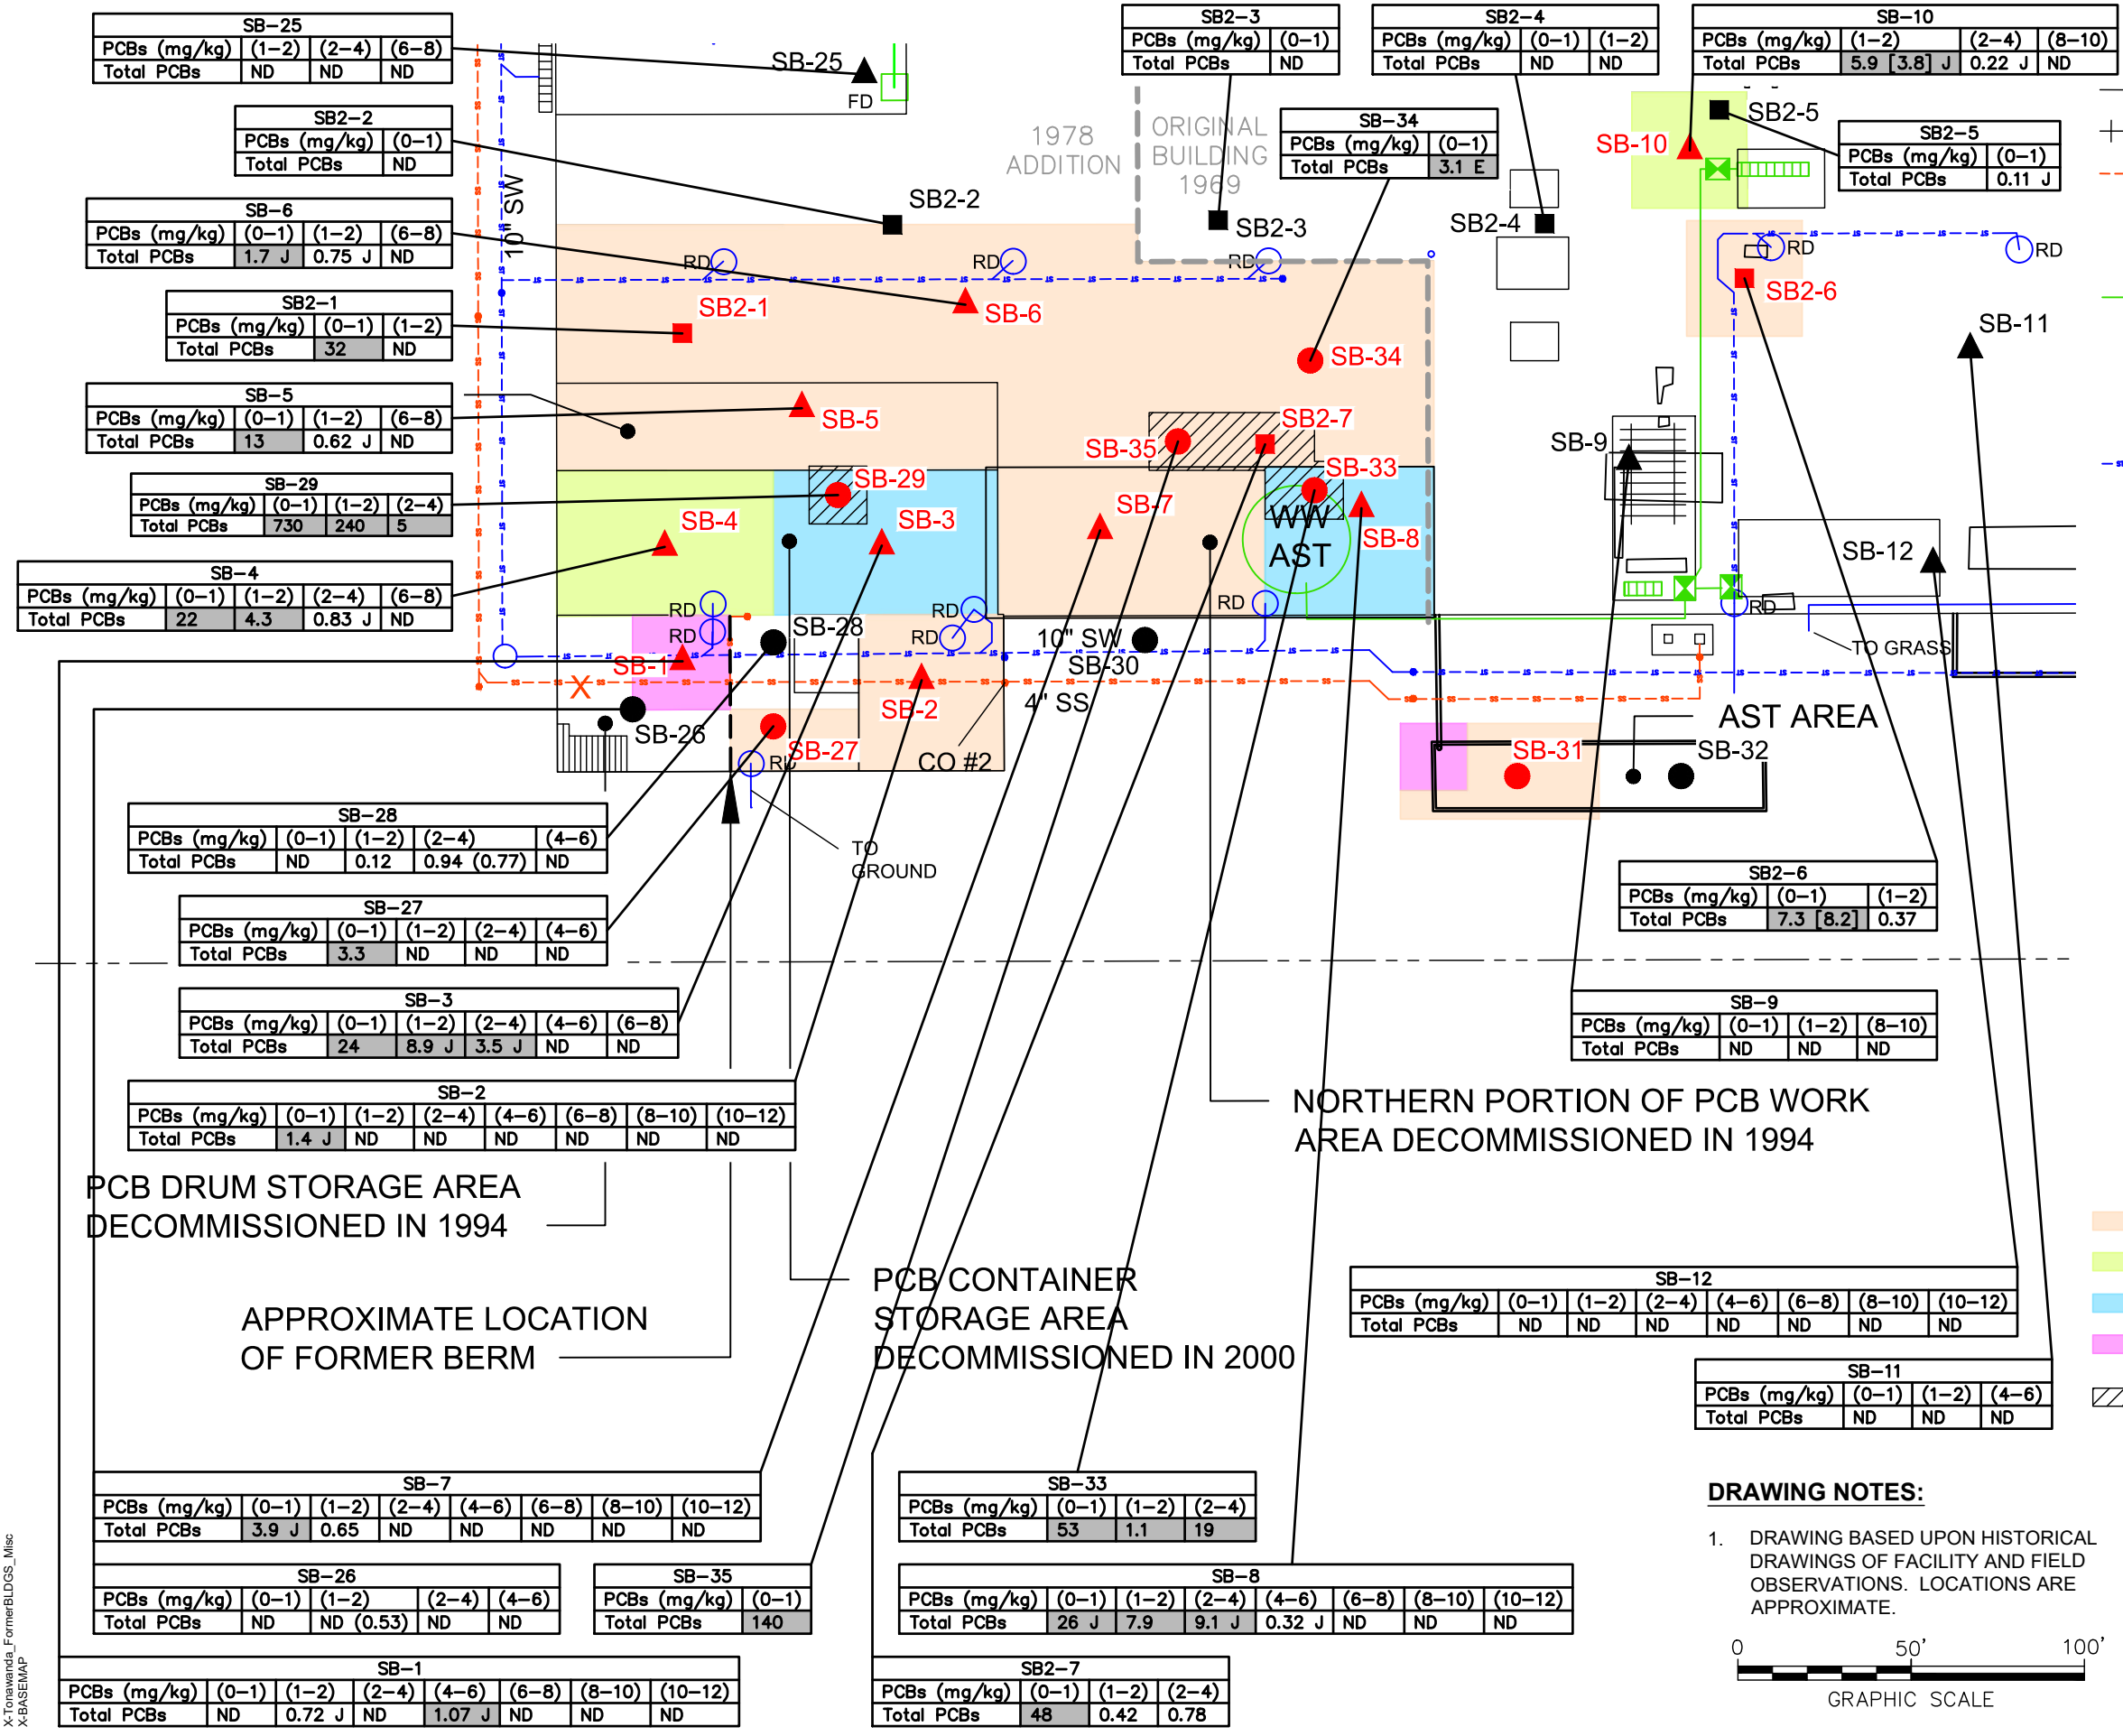 SB-25
PCBs (mg/kg) (1-2) (2-4) (6-8)
Total PCBs ND ND ND
SB2-2
PCBs (mg/kg) (0-1)
Total PCBs ND
SB-6
PCBs (mg/kg) (0-1) (1-2) (6-8)
Total PCBs 1.7 J 0.75 J ND
SB2-1
PCBs (mg/kg) (0-1) (1-2)
Total PCBs 32 ND
SB-5
PCBs (mg/kg) (0-1) (1-2) (6-8)
Total PCBs 13 0.62 J ND
SB-29
PCBs (mg/kg) (0-1) (1-2) (2-4)
Total PCBs 730 240 5
SB-4
PCBs (mg/kg) (0-1) (1-2) (2-4) (6-8)
Total PCBs 22 4.3 0.83 J ND
SB2-3
PCBs (mg/kg) (0-1)
Total PCBs ND
SB2-4
PCBs (mg/kg) (0-1) (1-2)
Total PCBs ND ND
SB-10
PCBs (mg/kg) (1-2) (2-4) (8-10)
Total PCBs 5.9 [3.8] J 0.22 J ND
SB-34
PCBs (mg/kg) (0-1)
Total PCBs 3.1 E
SB2-5
PCBs (mg/kg) (0-1)
Total PCBs 0.11 J
SB-25
FD
1978
ADDITION
ORIGINAL
BUILDING
1969
10" SW
SB2-2
SB2-3
SB2-4
SB-10
SB2-5
RD
RD
RD
RD
RD
SB2-1
SB-6
SB-34
SB2-6
SB-11
SB-5
SB-35
SB2-7
SB-9
SB-29
SB-33
SB-4
SB-3
SB-7
WW
AST
SB-8
SB-12
RD
RD
RD
RD
RD
RD
SB-28
10" SW
SB-30
TO GRASS
SB-1
SB-2
4" SS
SB-26
SB-27
RD
CO #2
AST AREA
SB-31
SB-32
TO
GROUND
SB-28
PCBs (mg/kg) (0-1) (1-2) (2-4) (4-6)
Total PCBs ND 0.12 0.94 (0.77) ND
SB-27
PCBs (mg/kg) (0-1) (1-2) (2-4) (4-6)
Total PCBs 3.3 ND ND ND
SB-3
PCBs (mg/kg) (0-1) (1-2) (2-4) (4-6) (6-8)
Total PCBs 24 8.9 J 3.5 J ND ND
SB-2
PCBs (mg/kg) (0-1) (1-2) (2-4) (4-6) (6-8) (8-10) (10-12)
Total PCBs 1.4 J ND ND ND ND ND ND
SB2-6
PCBs (mg/kg) (0-1) (1-2)
Total PCBs 7.3 [8.2] 0.37
SB-9
PCBs (mg/kg) (0-1) (1-2) (8-10)
Total PCBs ND ND ND
NORTHERN PORTION OF PCB WORK
AREA DECOMMISSIONED IN 1994
PCB DRUM STORAGE AREA
DECOMMISSIONED IN 1994
APPROXIMATE LOCATION
OF FORMER BERM
PCB CONTAINER
STORAGE AREA
DECOMMISSIONED IN 2000
SB-12
PCBs (mg/kg) (0-1) (1-2) (2-4) (4-6) (6-8) (8-10) (10-12)
Total PCBs ND ND ND ND ND ND ND
SB-11
PCBs (mg/kg) (0-1) (1-2) (4-6)
Total PCBs ND ND ND
SB-7
PCBs (mg/kg) (0-1) (1-2) (2-4) (4-6) (6-8) (8-10) (10-12)
Total PCBs 3.9 J 0.65 ND ND ND ND ND
SB-33
PCBs (mg/kg) (0-1) (1-2) (2-4)
Total PCBs 53 1.1 19
SB-26
PCBs (mg/kg) (0-1) (1-2) (2-4) (4-6)
Total PCBs ND ND (0.53) ND ND
SB-35
PCBs (mg/kg) (0-1)
Total PCBs 140
SB-8
PCBs (mg/kg) (0-1) (1-2) (2-4) (4-6) (6-8) (8-10) (10-12)
Total PCBs 26 J 7.9 9.1 J 0.32 J ND ND ND
SB-1
PCBs (mg/kg) (0-1) (1-2) (2-4) (4-6) (6-8) (8-10) (10-12)
Total PCBs ND 0.72 J ND 1.07 J ND ND ND
SB2-7
PCBs (mg/kg) (0-1) (1-2) (2-4)
Total PCBs 48 0.42 0.78
DRAWING NOTES:
1. DRAWING BASED UPON HISTORICAL
DRAWINGS OF FACILITY AND FIELD
OBSERVATIONS. LOCATIONS ARE
APPROXIMATE.
0 50' 100'
GRAPHIC SCALE
X-Tonawanda_FormerBLDGS_Misc
X-BASEMAP